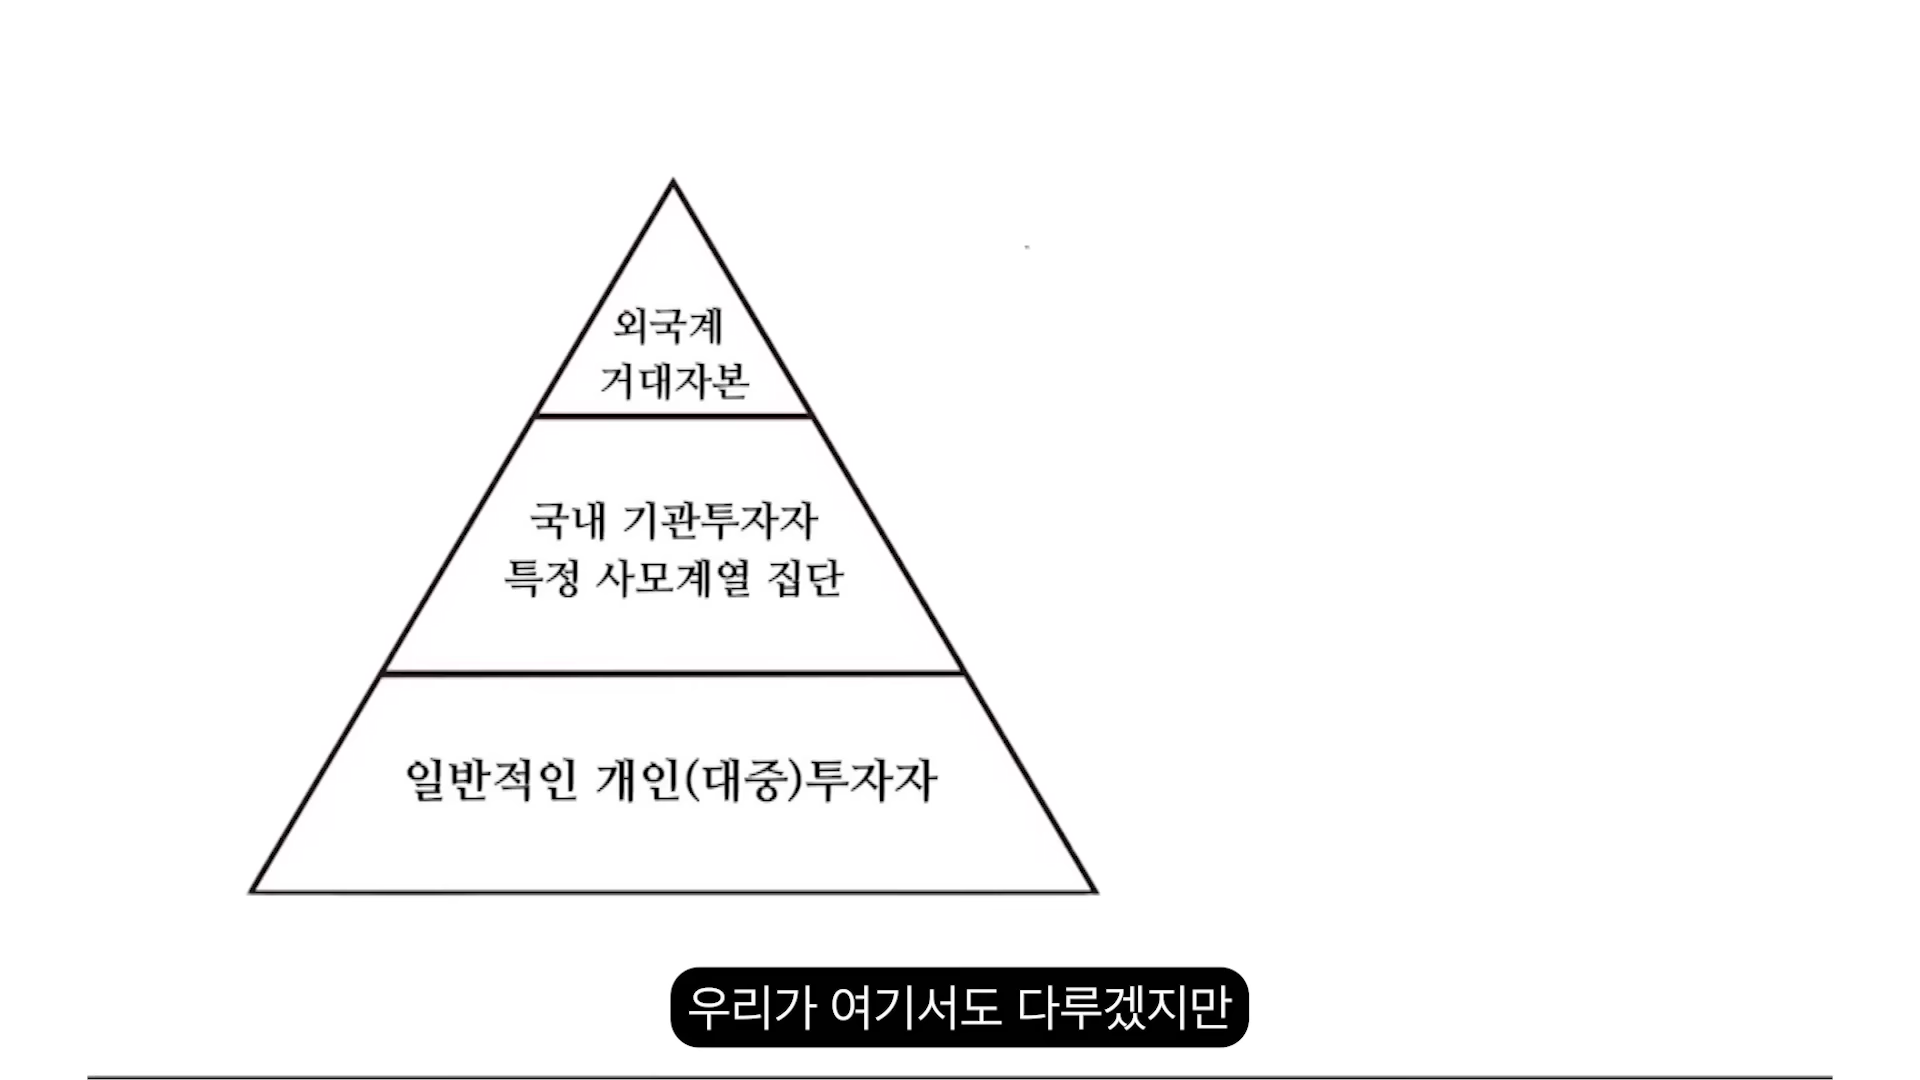 외국계
거대자본
국내 기관투자자
특정 사모계열 집단
일반적인 개인(대중)투자자
우리가 여기서도 다루겠지만